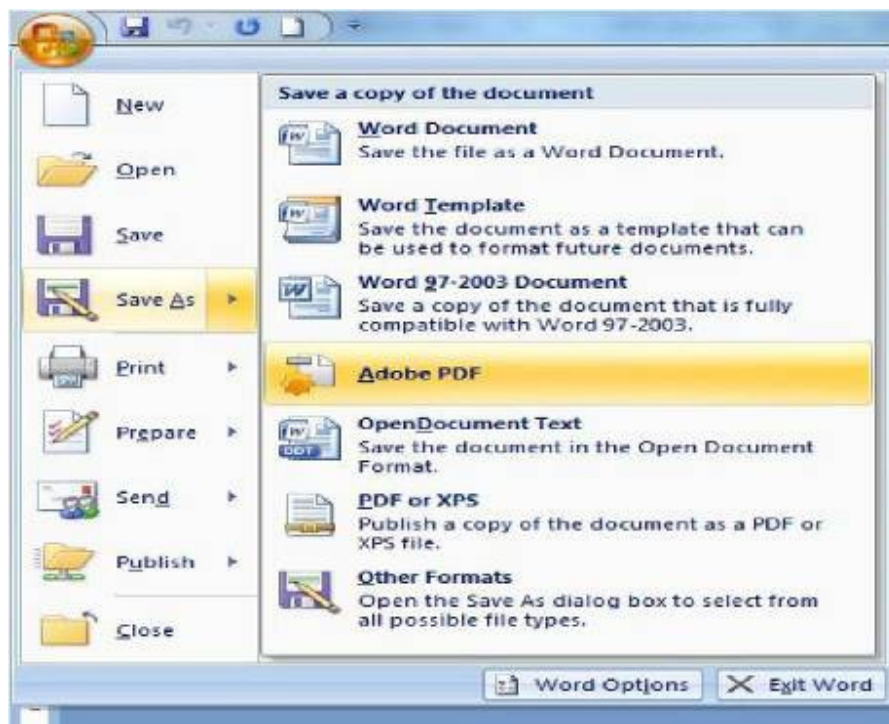 New
Open
Save
Save As
Print
Prepare
Send
Publish
Close
Save a copy of the document
Word Document
Save the file as a Word Document.
Word Template
Save the document as a template that can
be used to format future documents.
Word 97-2003 Document
Save a copy of the document that is fully
compatible with Word 97-2003.
Adobe PDF
OpenDocument Text
Save the document in the Open Document
Format.
PDF or XPS
Publish a copy of the document as a PDF or
XPS file.
Other Formats
Open the Save As dialog box to select from
all possible file types.
Word Options
Exit Word